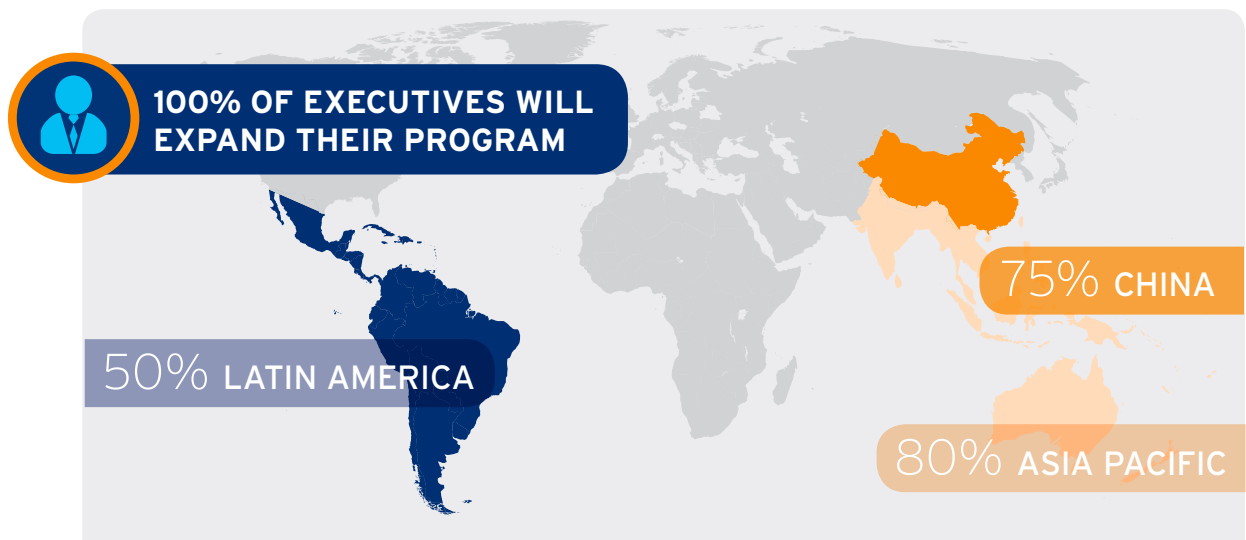 100% OF EXECUTIVES WILL
EXPAND THEIR PROGRAM
75% CHINA
50% LATIN AMERICA
80% ASIA PACIFIC